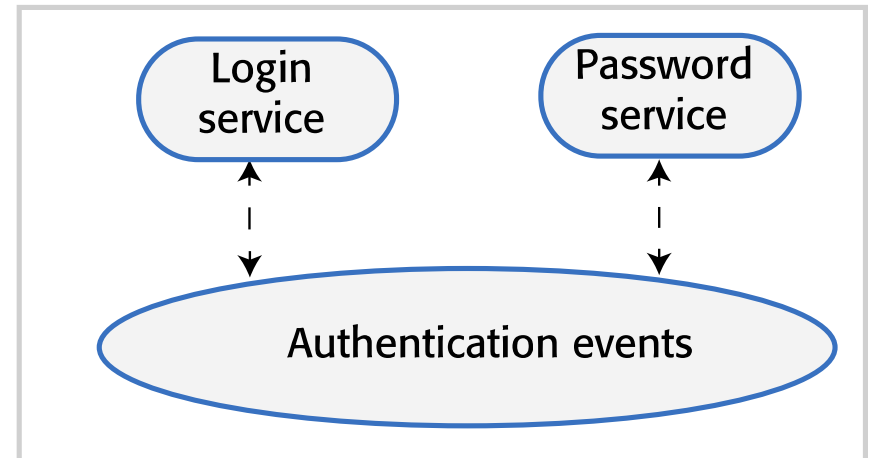 Login
service
Password
service
Authentication events